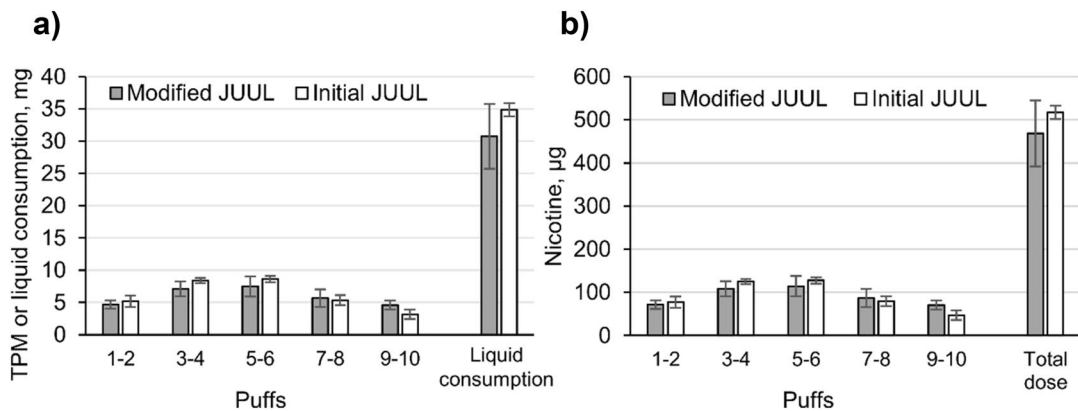 a)
TPM or liquid consumption, mg
40
35
30
25
20
15
10
5
0
Modified JUUL
Initial JUUL
1-2
3-4
5-6
7-8
9-10
Liquid
consumption
Puffs
b)
Nicotine, µg
600
500
400
300
200
100
0
Modified JUUL
Initial JUUL
1-2
3-4
5-6
7-8
9-10
Total
dose
Puffs